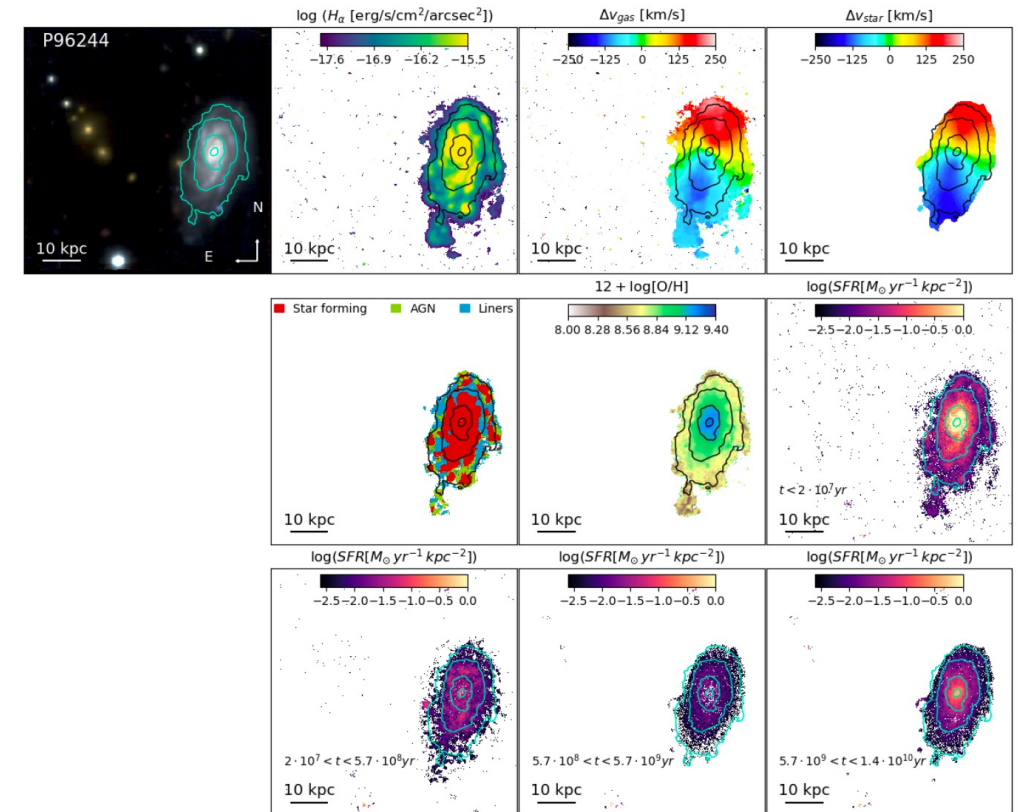 log (Hα [erg/s/cm²/arcsec²])
Δv_gas [km/s]
Δv_star [km/s]
P96244
−17.6 −16.9 −16.2 −15.5
−250 −125 0 125 250
−250 −125 0 125 250
N
E
10 kpc
10 kpc
10 kpc
10 kpc
12 + log[O/H]
log(SFR[M⊙ yr⁻¹ kpc⁻²])
Star forming AGN Liners
8.00 8.28 8.56 8.84 9.12 9.40
−2.5 −2.0 −1.5 −1.0 −0.5 0.0
t < 2 · 10⁷yr
10 kpc
10 kpc
10 kpc
log(SFR[M⊙ yr⁻¹ kpc⁻²])
log(SFR[M⊙ yr⁻¹ kpc⁻²])
log(SFR[M⊙ yr⁻¹ kpc⁻²])
−2.5 −2.0 −1.5 −1.0 −0.5 0.0
−2.5 −2.0 −1.5 −1.0 −0.5 0.0
−2.5 −2.0 −1.5 −1.0 −0.5 0.0
2 · 10⁷ < t < 5.7 · 10⁸yr
5.7 · 10⁸ < t < 5.7 · 10⁹yr
5.7 · 10⁹ < t < 1.4 · 10¹⁰yr
10 kpc
10 kpc
10 kpc